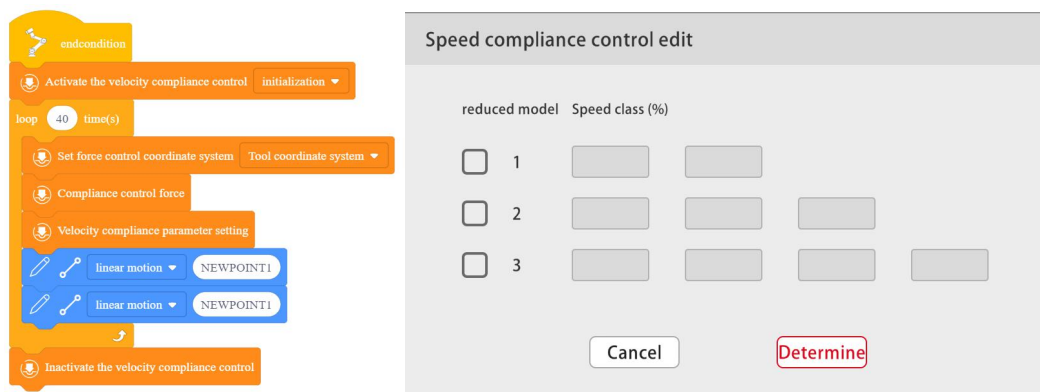 endcondition
Activate the velocity compliance control initialization
loop 40 time(s)
Set force control coordinate system Tool coordinate system
Compliance control force
Velocity compliance parameter setting
linear motion NEWPOINT1
linear motion NEWPOINT1
Inactivate the velocity compliance control
Speed compliance control edit
reduced model Speed class (%)
1
2
3
Cancel Determine